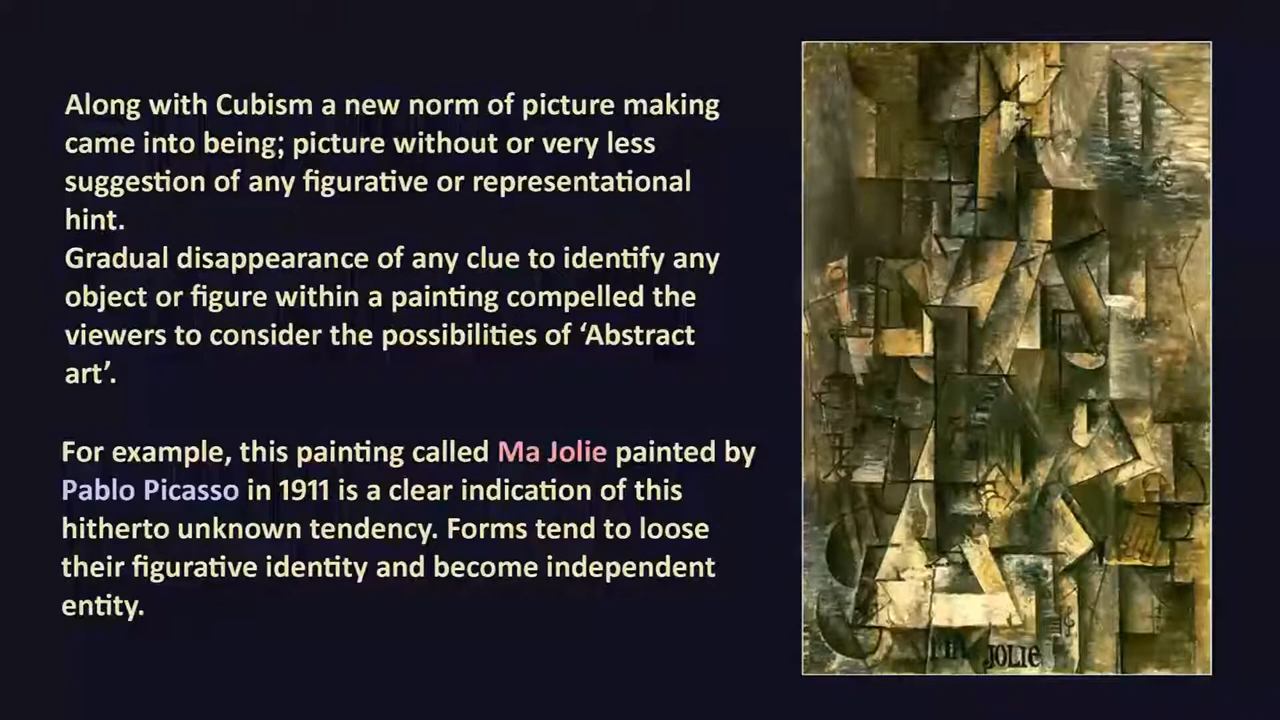 Along with Cubism a new norm of picture making
came into being; picture without or very less
suggestion of any figurative or representational
hint.
Gradual disappearance of any clue to identify any
object or figure within a painting compelled the
viewers to consider the possibilities of ‘Abstract
art’.
For example, this painting called Ma Jolie painted by
Pablo Picasso in 1911 is a clear indication of this
hitherto unknown tendency. Forms tend to loose
their figurative identity and become independent
entity.
MA JOLIE